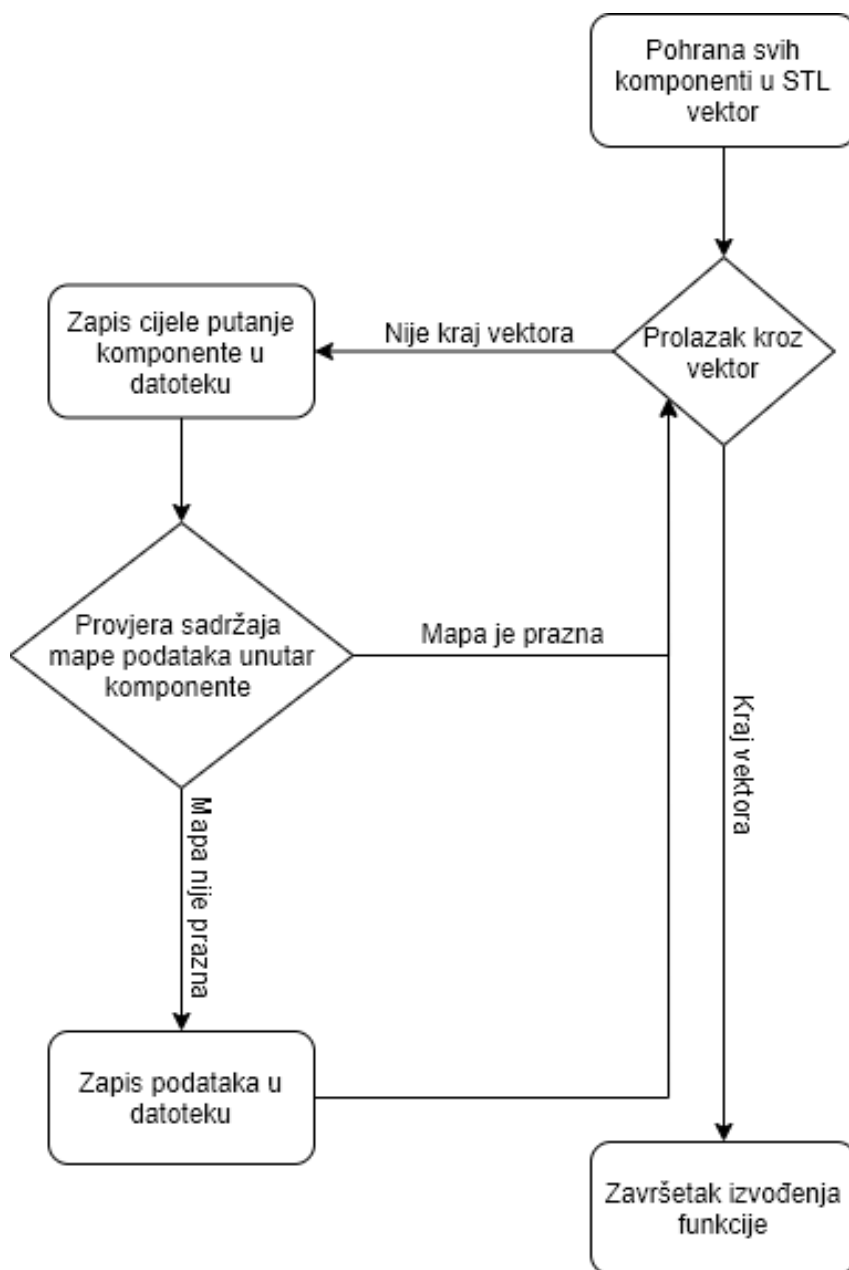 Pohrana svih
komponenti u STL
vektor
Prolazak kroz
vektor
Nije kraj vektora
Zapis cijele putanje
komponente u
datoteku
Provjera sadržaja
mape podataka unutar
komponente
Mapa je prazna
Mapa nije prazna
Zapis podataka u
datoteku
Kraj vektora
Završetak izvođenja
funkcije